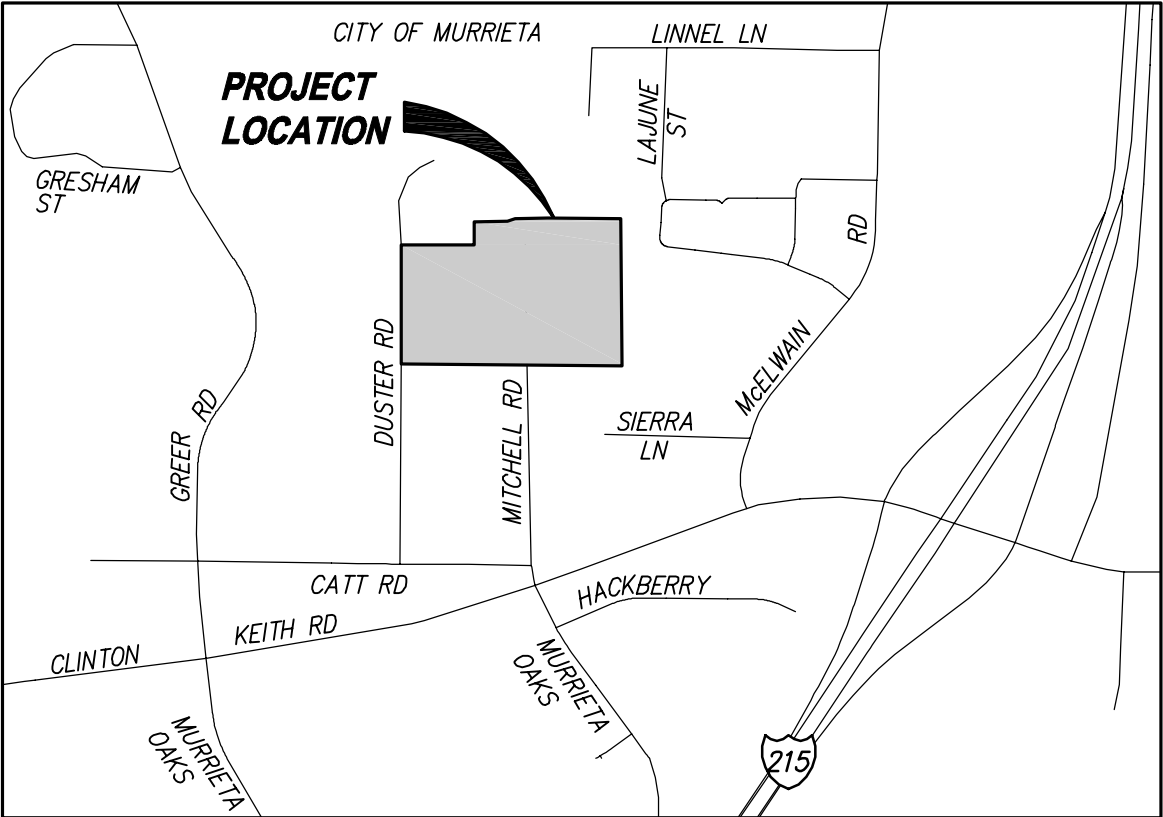 CITY OF MURRIETA
LINNEL LN
PROJECT
LOCATION
LAJUNE
ST
GRESHAM
ST
RD
DUSTER RD
McELWAIN
GREER RD
MITCHELL RD
SIERRA
LN
CATT RD
HACKBERRY
KEITH RD
CLINTON
MURRIETA
OAKS
MURRIETA
OAKS
215